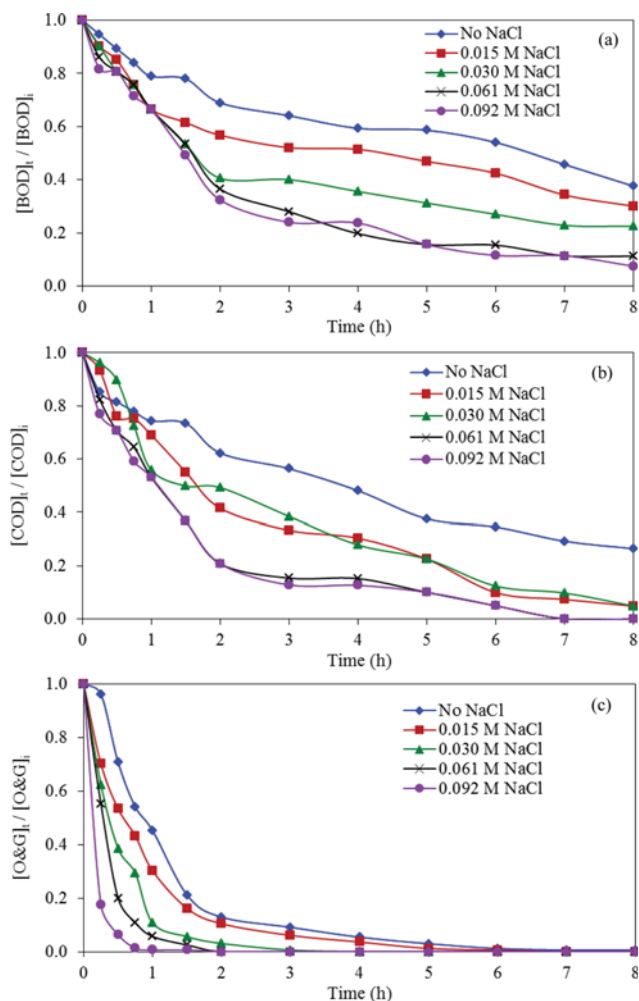 1.0
0.8
0.6
0.4
0.2
0.0
[BOD]t / [BOD]i
No NaCl
0.015 M NaCl
0.030 M NaCl
0.061 M NaCl
0.092 M NaCl
(a)
0 1 2 3 4 5 6 7 8
Time (h)
1.0
0.8
0.6
0.4
0.2
0.0
[COD]t / [COD]i
No NaCl
0.015 M NaCl
0.030 M NaCl
0.061 M NaCl
0.092 M NaCl
(b)
0 1 2 3 4 5 6 7 8
Time (h)
1.0
0.8
0.6
0.4
0.2
0.0
[O&G]t / [O&G]i
No NaCl
0.015 M NaCl
0.030 M NaCl
0.061 M NaCl
0.092 M NaCl
(c)
0 1 2 3 4 5 6 7 8
Time (h)